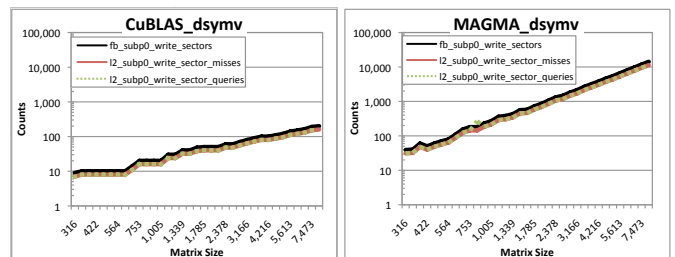 CuBLAS_dsymv
100,000
10,000
1,000
100
10
1
Counts
fb_subp0_write_sectors
l2_subp0_write_sector_misses
l2_subp0_write_sector_queries
316 422 564 753 1,005 1,339 1,785 2,378 3,166 4,216 5,613 7,473
Matrix Size
MAGMA_dsymv
100,000
10,000
1,000
100
10
1
Counts
fb_subp0_write_sectors
l2_subp0_write_sector_misses
l2_subp0_write_sector_queries
316 422 564 753 1,005 1,339 1,785 2,378 3,166 4,216 5,613 7,473
Matrix Size